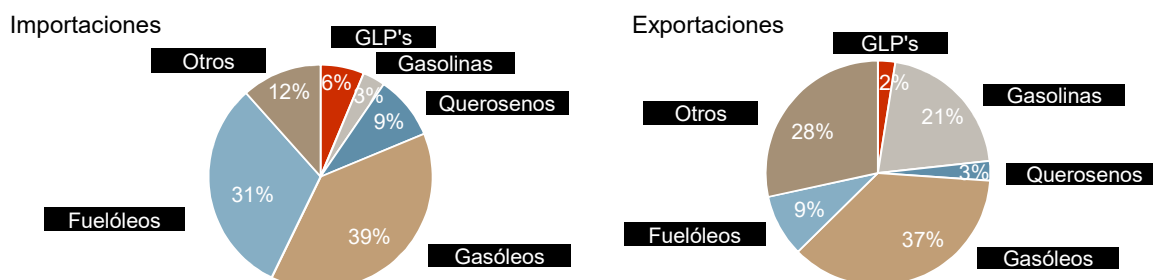 Importaciones
GLP's
Otros
Gasolinas
6%
3%
12%
Querosenos
9%
31%
Fuelóleos
39%
Gasóleos
Exportaciones
GLP's
2%
Gasolinas
Otros
21%
28%
3%
Querosenos
9%
Fuelóleos
37%
Gasóleos